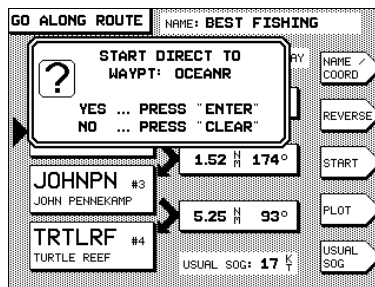 GO ALONG ROUTE
NAME: BEST FISHING
START DIRECT TO
WAYPT: OCEANR
?
YES ... PRESS "ENTER"
NO ... PRESS "CLEAR"
AY
NAME /
COORD
REVERSE
1.52 NM 174°
START
JOHNPN #3
JOHN PENNEKAMP
5.25 NM 93°
PLOT
TRTLRF #4
TURTLE REEF
USUAL SOG: 17 KT
USUAL
SOG